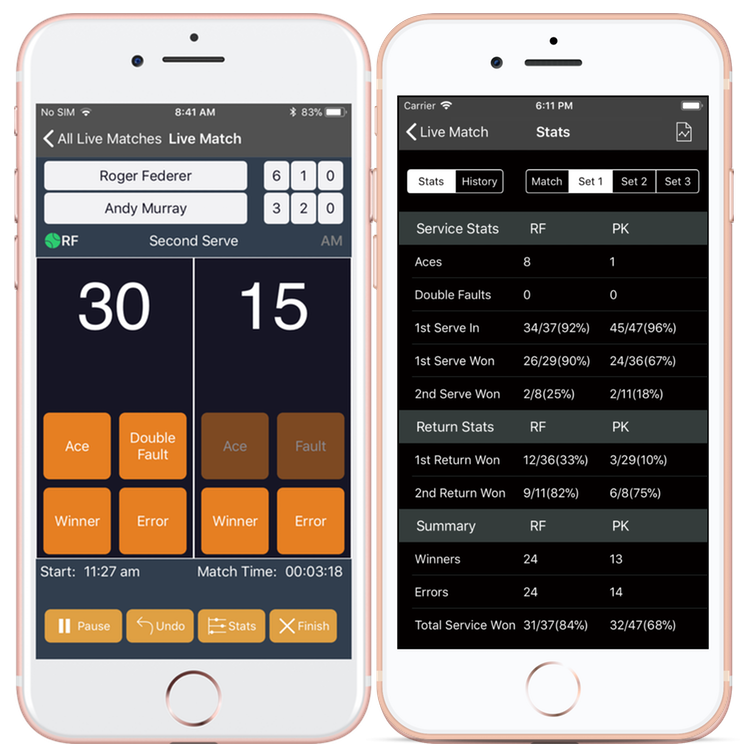 No SIM 8:41 AM 83%
All Live Matches Live Match
Roger Federer 6 1 0
Andy Murray 3 2 0
RF Second Serve AM
30 15
Ace Double Fault Ace Fault
Winner Error Winner Error
Start: 11:27 am Match Time: 00:03:18
Pause Undo Stats Finish
Carrier 6:11 PM
Live Match Stats
Stats History Match Set 1 Set 2 Set 3
Service Stats RF PK
Aces 8 1
Double Faults 0 0
1st Serve In 34/37(92%) 45/47(96%)
1st Serve Won 26/29(90%) 24/36(67%)
2nd Serve Won 2/8(25%) 2/11(18%)
Return Stats RF PK
1st Return Won 12/36(33%) 3/29(10%)
2nd Return Won 9/11(82%) 6/8(75%)
Summary RF PK
Winners 24 13
Errors 24 14
Total Service Won 31/37(84%) 32/47(68%)